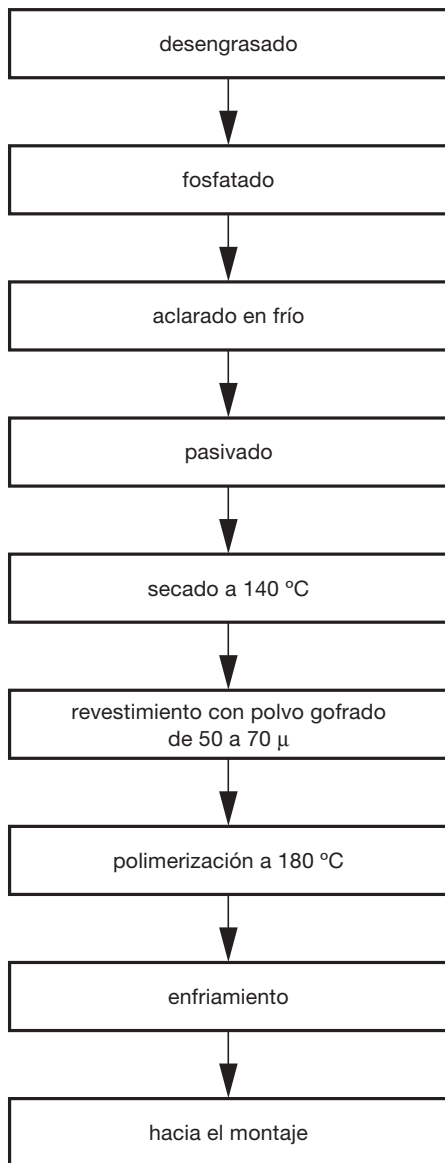 desengrasado
fosfatado
aclarado en frío
pasivado
secado a 140 ºC
revestimiento con polvo gofrado
de 50 a 70 μ
polimerización a 180 ºC
enfriamiento
hacia el montaje